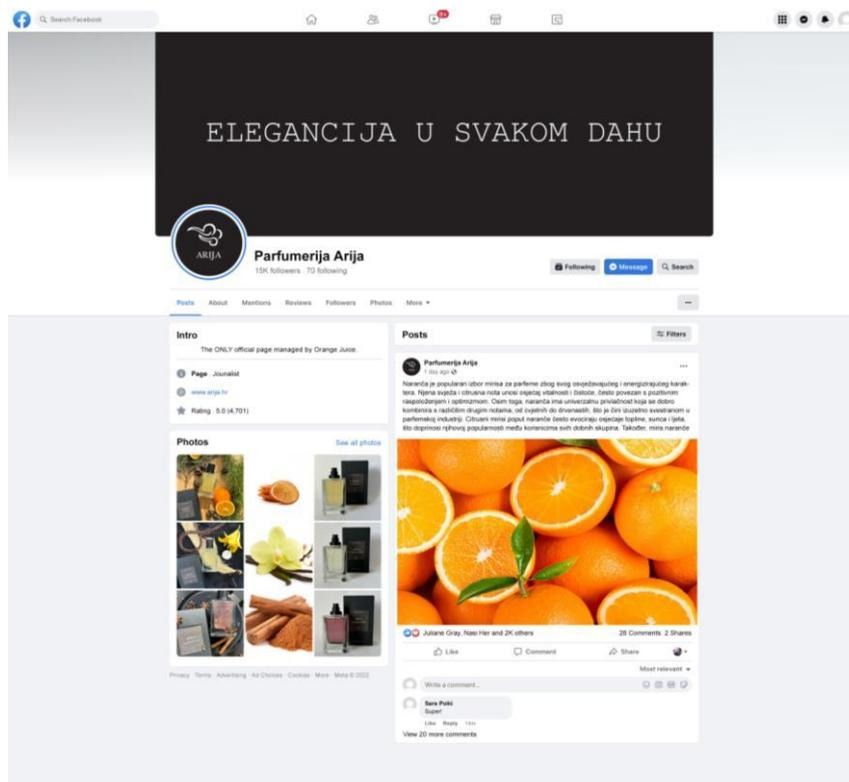 Search Facebook
9+
ELEGANCIJA U SVAKOM DAHU
ARIJA
Parfumerija Arija
15K followers · 70 following
Following
Message
Search
Posts
About
Mentions
Reviews
Followers
Photos
More
Intro
The ONLY official page managed by Orange Juice.
Page · Jounalist
www.arija.hr
Rating · 5.0 (4,701)
Photos
See all photos
Privacy · Terms · Advertising · Ad Choices · Cookies · More · Meta © 2022
Posts
Filters
Parfumerija Arija
1 day ago
Naranča je popularan izbor mirisa za parfeme zbog svog osvježavajućeg i energizirajućeg karak-
tera. Njena svježa i citrusna nota unosi osjećaj vitalnosti i čistoće, često povezan s pozitivnim
raspoloženjem i optimizmom. Osim toga, naranča ima univerzalnu privlačnost koja se dobro
kombinira s različitim drugim notama, od cvjetnih do drvenastih, što je čini izuzetno svestranom u
parfemskoj industriji. Citrusni mirisi poput naranče često evociraju osjećaje topline, sunca i ljeta,
što doprinosi njihovoj popularnosti među korisnicima svih dobnih skupina. Također, miris naranče
Juliane Gray, Nasi Her and 2K others
28 Comments 2 Shares
Like
Comment
Share
Most relevant
Write a comment...
Sara Polki
Super!
Like Reply
View 20 more comments